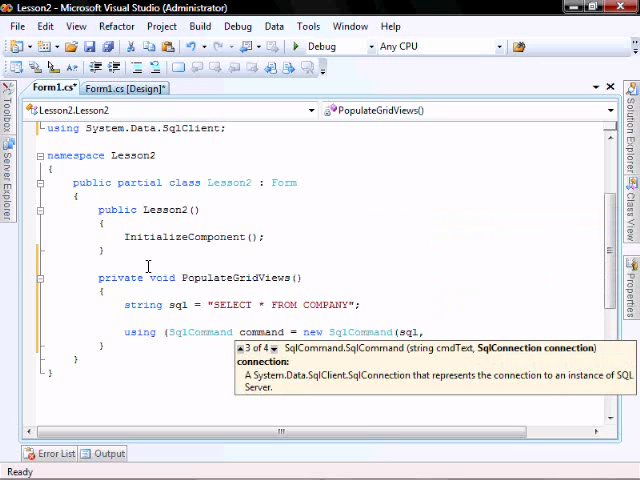 Lesson2 - Microsoft Visual Studio (Administrator)
File Edit View Refactor Project Build Debug Data Tools Window Help
Debug Any CPU
Form1.cs* Form1.cs [Design]*
Lesson2.Lesson2 PopulateGridViews()
using System.Data.SqlClient;
namespace Lesson2
{
public partial class Lesson2 : Form
{
public Lesson2()
{
InitializeComponent();
}
private void PopulateGridViews()
{
string sql = "SELECT * FROM COMPANY";
using (SqlCommand command = new SqlCommand(sql,
}
3 of 4 SqlCommand.SqlCommand (string cmdText, SqlConnection connection)
connection:
A System.Data.SqlClient.SqlConnection that represents the connection to an instance of SQL
Server.
}
}
Toolbox
Server Explorer
Solution Explorer
Class View
Properties
Error List Output
Ready